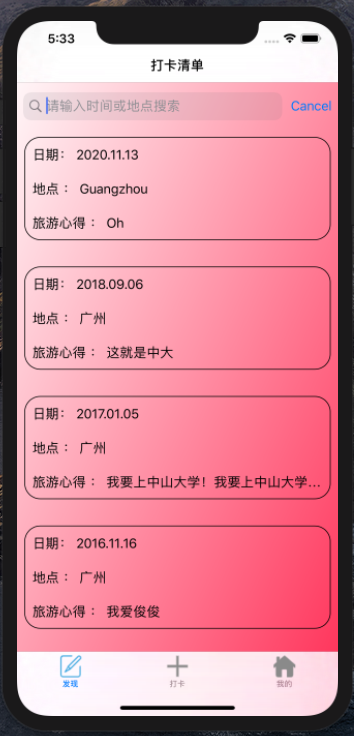 5:33
打卡清单
请输入时间或地点搜索
Cancel
日期： 2020.11.13
地点： Guangzhou
旅游心得： Oh
日期： 2018.09.06
地点： 广州
旅游心得： 这就是中大
日期： 2017.01.05
地点： 广州
旅游心得： 我要上中山大学！我要上中山大学...
日期： 2016.11.16
地点： 广州
旅游心得： 我爱俊俊
发现
打卡
我的